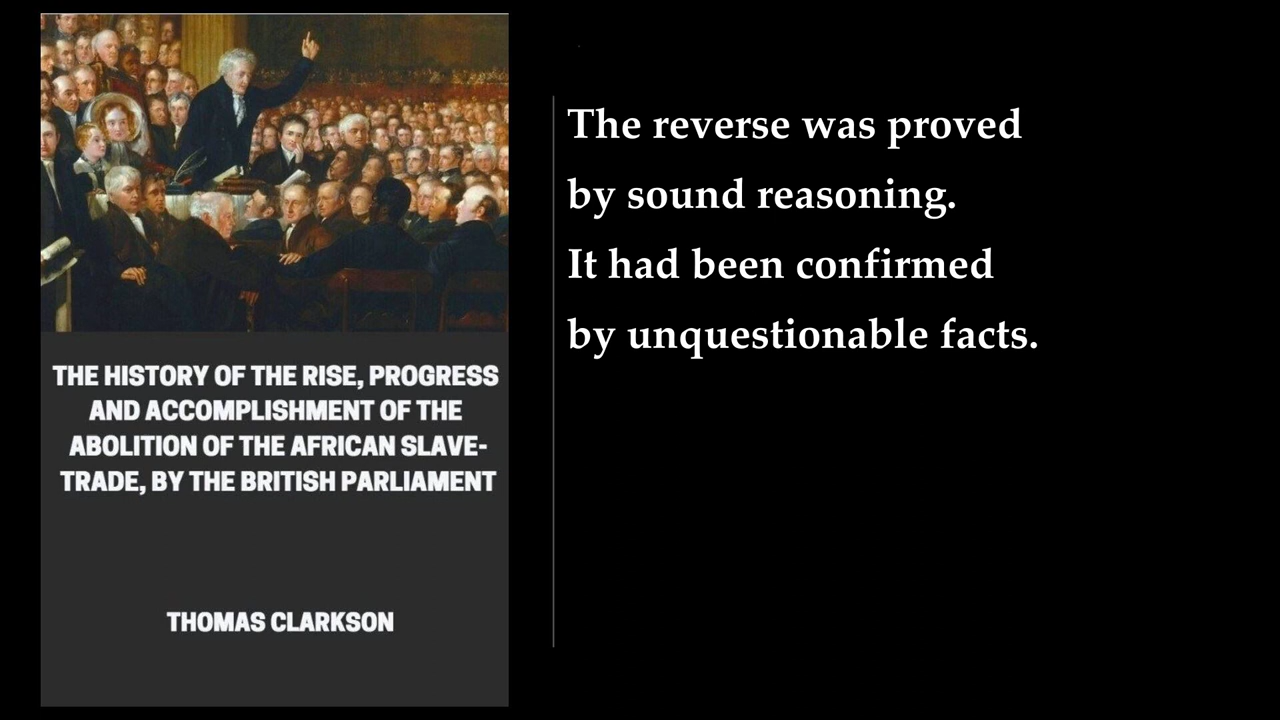 THE HISTORY OF THE RISE, PROGRESS
AND ACCOMPLISHMENT OF THE
ABOLITION OF THE AFRICAN SLAVE-
TRADE, BY THE BRITISH PARLIAMENT
THOMAS CLARKSON
The reverse was proved
by sound reasoning.
It had been confirmed
by unquestionable facts.